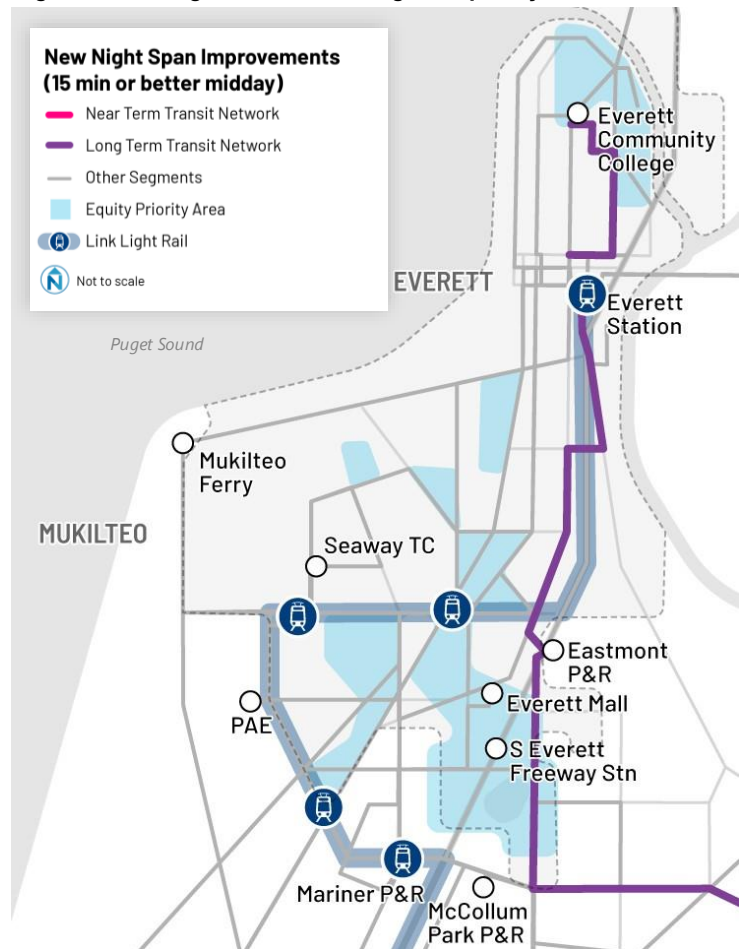 New Night Span Improvements
(15 min or better midday)
Near Term Transit Network
Long Term Transit Network
Other Segments
Equity Priority Area
Link Light Rail
N
Not to scale
Everett
Community
College
EVERETT
Everett
Station
Puget Sound
Mukilteo
Ferry
MUKILTEO
Seaway TC
Eastmont
P&R
Everett Mall
PAE
S Everett
Freeway Stn
Mariner P&R
McCollum
Park P&R